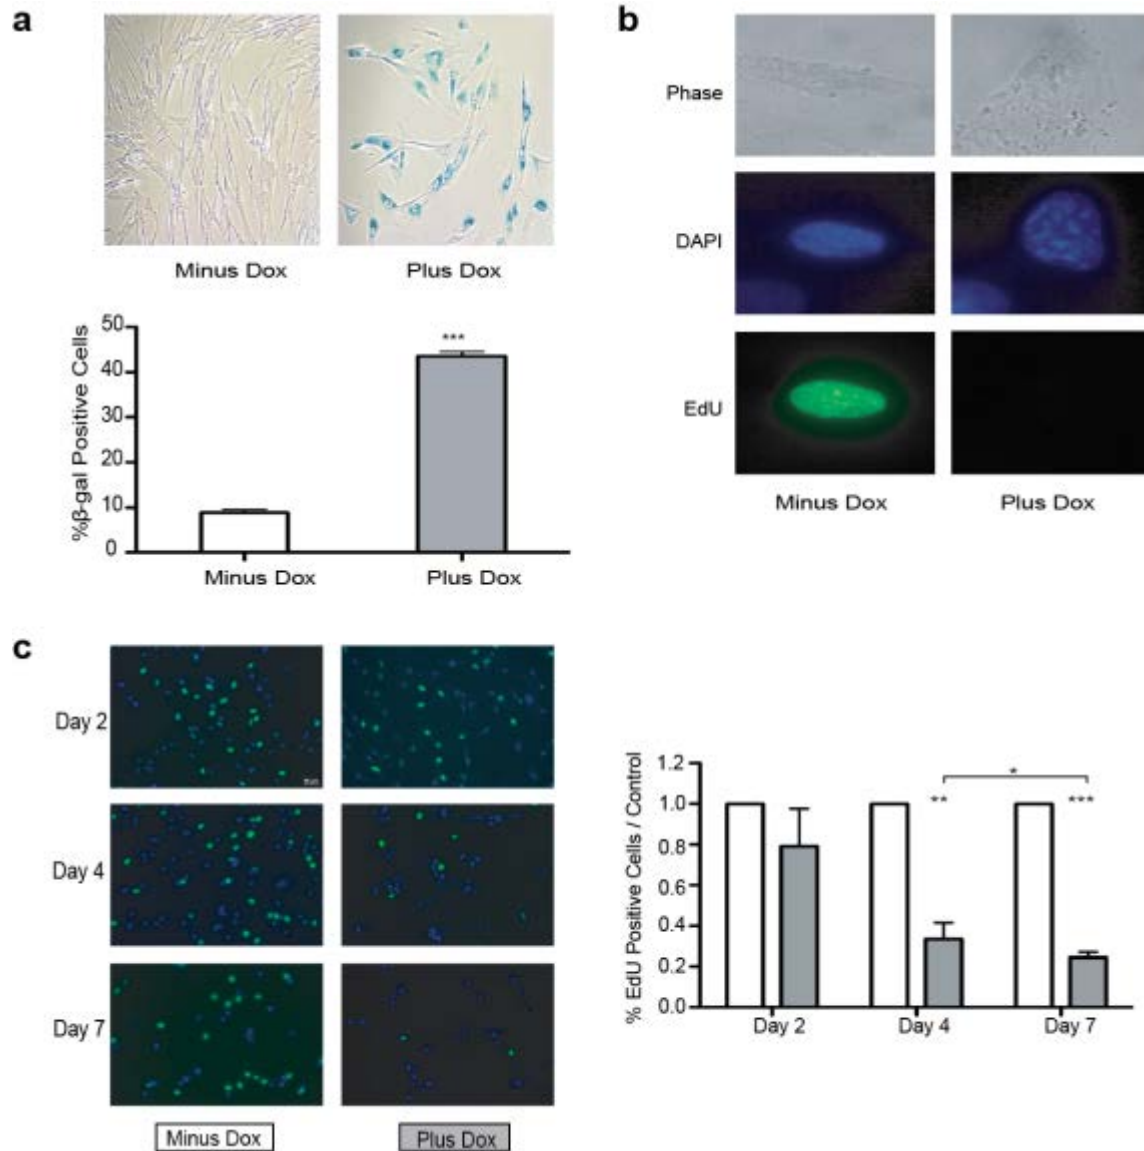 a
Minus Dox Plus Dox
%β-gal Positive Cells
50
40
30
20
10
0
***
Minus Dox Plus Dox
b
Phase
DAPI
EdU
Minus Dox Plus Dox
c
Day 2
Day 4
Day 7
Minus Dox Plus Dox
% EdU Positive Cells / Control
1.2
1.0
0.8
0.6
0.4
0.2
0.0
*
** ***
Day 2 Day 4 Day 7